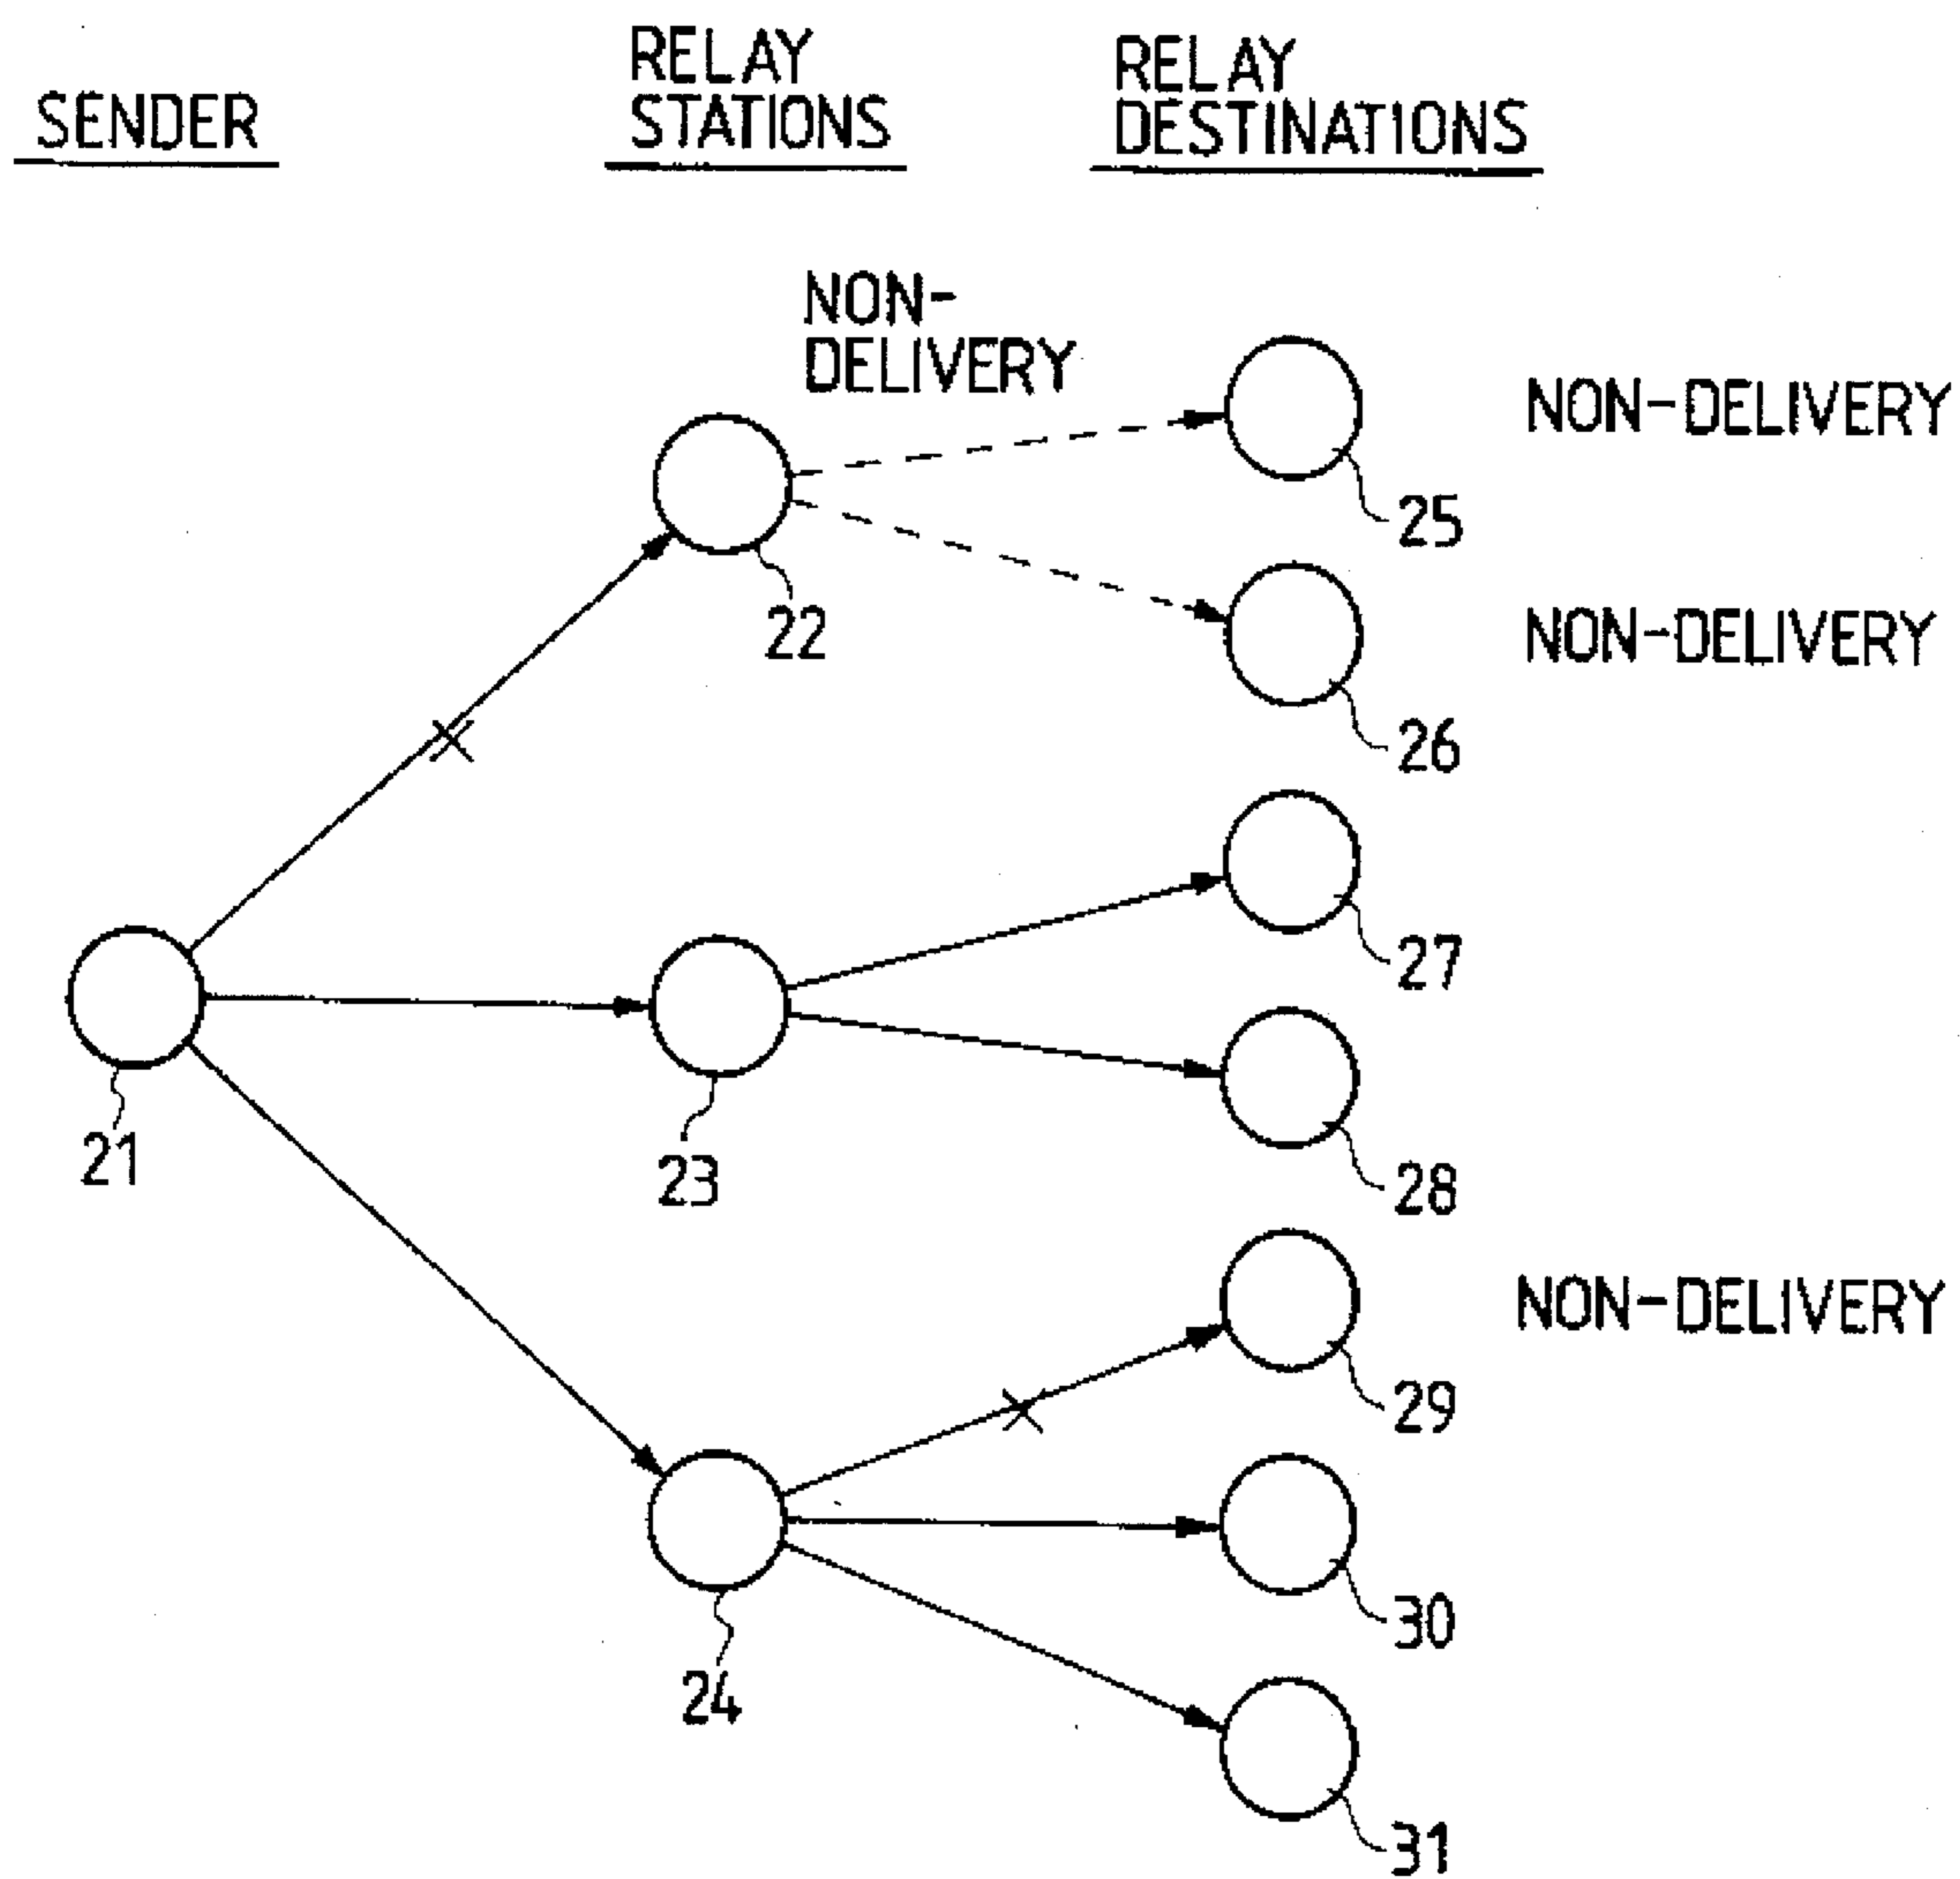 SENDER
RELAY
STATIONS
RELAY
DESTINATIONS
NON-
DELIVERY
NON-DELIVERY
25
22
NON-DELIVERY
26
27
21
23
28
NON-DELIVERY
29
30
24
31